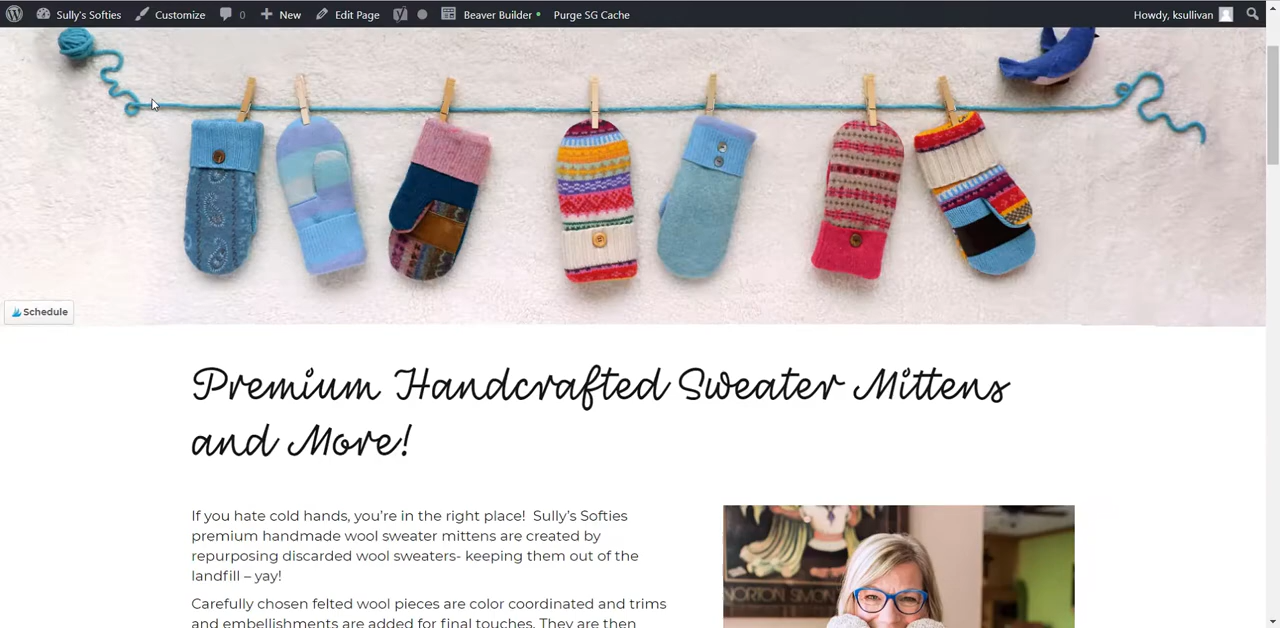 Sully's Softies Customize 0 New Edit Page Beaver Builder Purge SG Cache Howdy, ksullivan
Schedule
Premium Handcrafted Sweater Mittens
and More!
If you hate cold hands, you're in the right place!  Sully's Softies
premium handmade wool sweater mittens are created by
repurposing discarded wool sweaters- keeping them out of the
landfill – yay!
Carefully chosen felted wool pieces are color coordinated and trims
and embellishments are added for final touches. They are then
NORTON SIMON